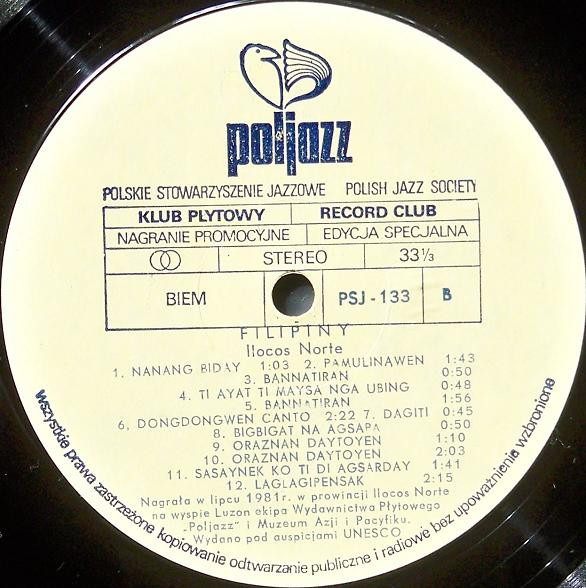 poljazz
POLSKIE STOWARZYSZENIE JAZZOWE POLISH JAZZ SOCIETY
KLUB PŁYTOWY RECORD CLUB
NAGRANIE PROMOCYJNE EDYCJA SPECJALNA
STEREO 33 1/3
BIEM PSJ-133 B
FILIPINY
Ilocos Norte
1. NANANG BIDAY 1:03 2. PAMULINAWEN 1:43
3. BANNATIRAN 0:50
4. TI AYAT TI MAYSA NGA UBING 0:48
5. BANNATIRAN 1:56
6. DONGDONGWEN CANTO 2:22 7. DAGITI 0:45
8. BIGBIGAT NA AGSAPA 0:50
9. ORAZNAN DAYTOYEN 1:10
10. ORAZNAN DAYTOYEN 2:03
11. SASAYNEK KO TI DI AGSARDAY 1:41
12. LAGLAGIPENSAK 2:15
Nagrała w lipcu 1981r. w prowincji Ilocos Norte
na wyspie Luzon ekipa Wydawnictwa Płytowego
„Poljazz" i Muzeum Azji i Pacyfiku.
Wydano pod auspicjami UNESCO
Wszystkie prawa zastrzeżone kopiowanie odtwarzanie publiczne i radiowe bez upoważnienia wzbronione